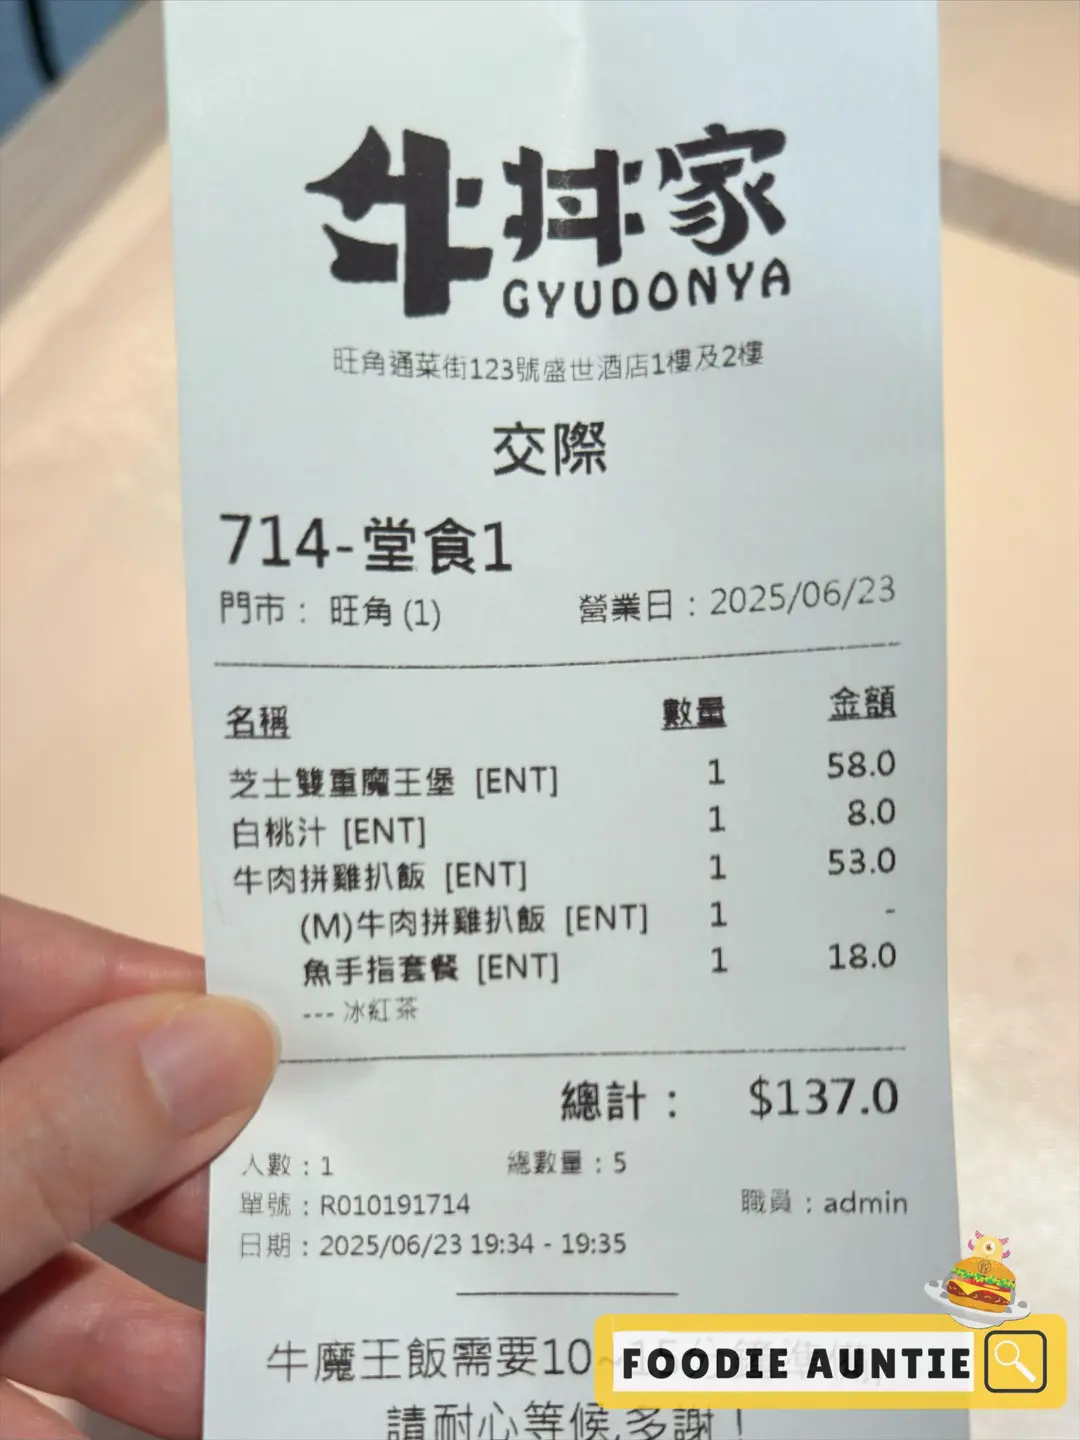 牛丼家
GYUDONYA
旺角通菜街123號盛世酒店1樓及2樓
交際
714-堂食1
門市： 旺角 (1) 營業日：2025/06/23
名稱 數量 金額
芝士雙重魔王堡 [ENT] 1 58.0
白桃汁 [ENT] 1 8.0
牛肉拼雞扒飯 [ENT] 1 53.0
(M)牛肉拼雞扒飯 [ENT] 1 -
魚手指套餐 [ENT] 1 18.0
--- 冰紅茶
總計： $137.0
人數：1 總數量：5
單號：R010191714 職員：admin
日期：2025/06/23 19:34 - 19:35
牛魔王飯需要10~
請耐心等候,多謝！
FOODIE AUNTIE